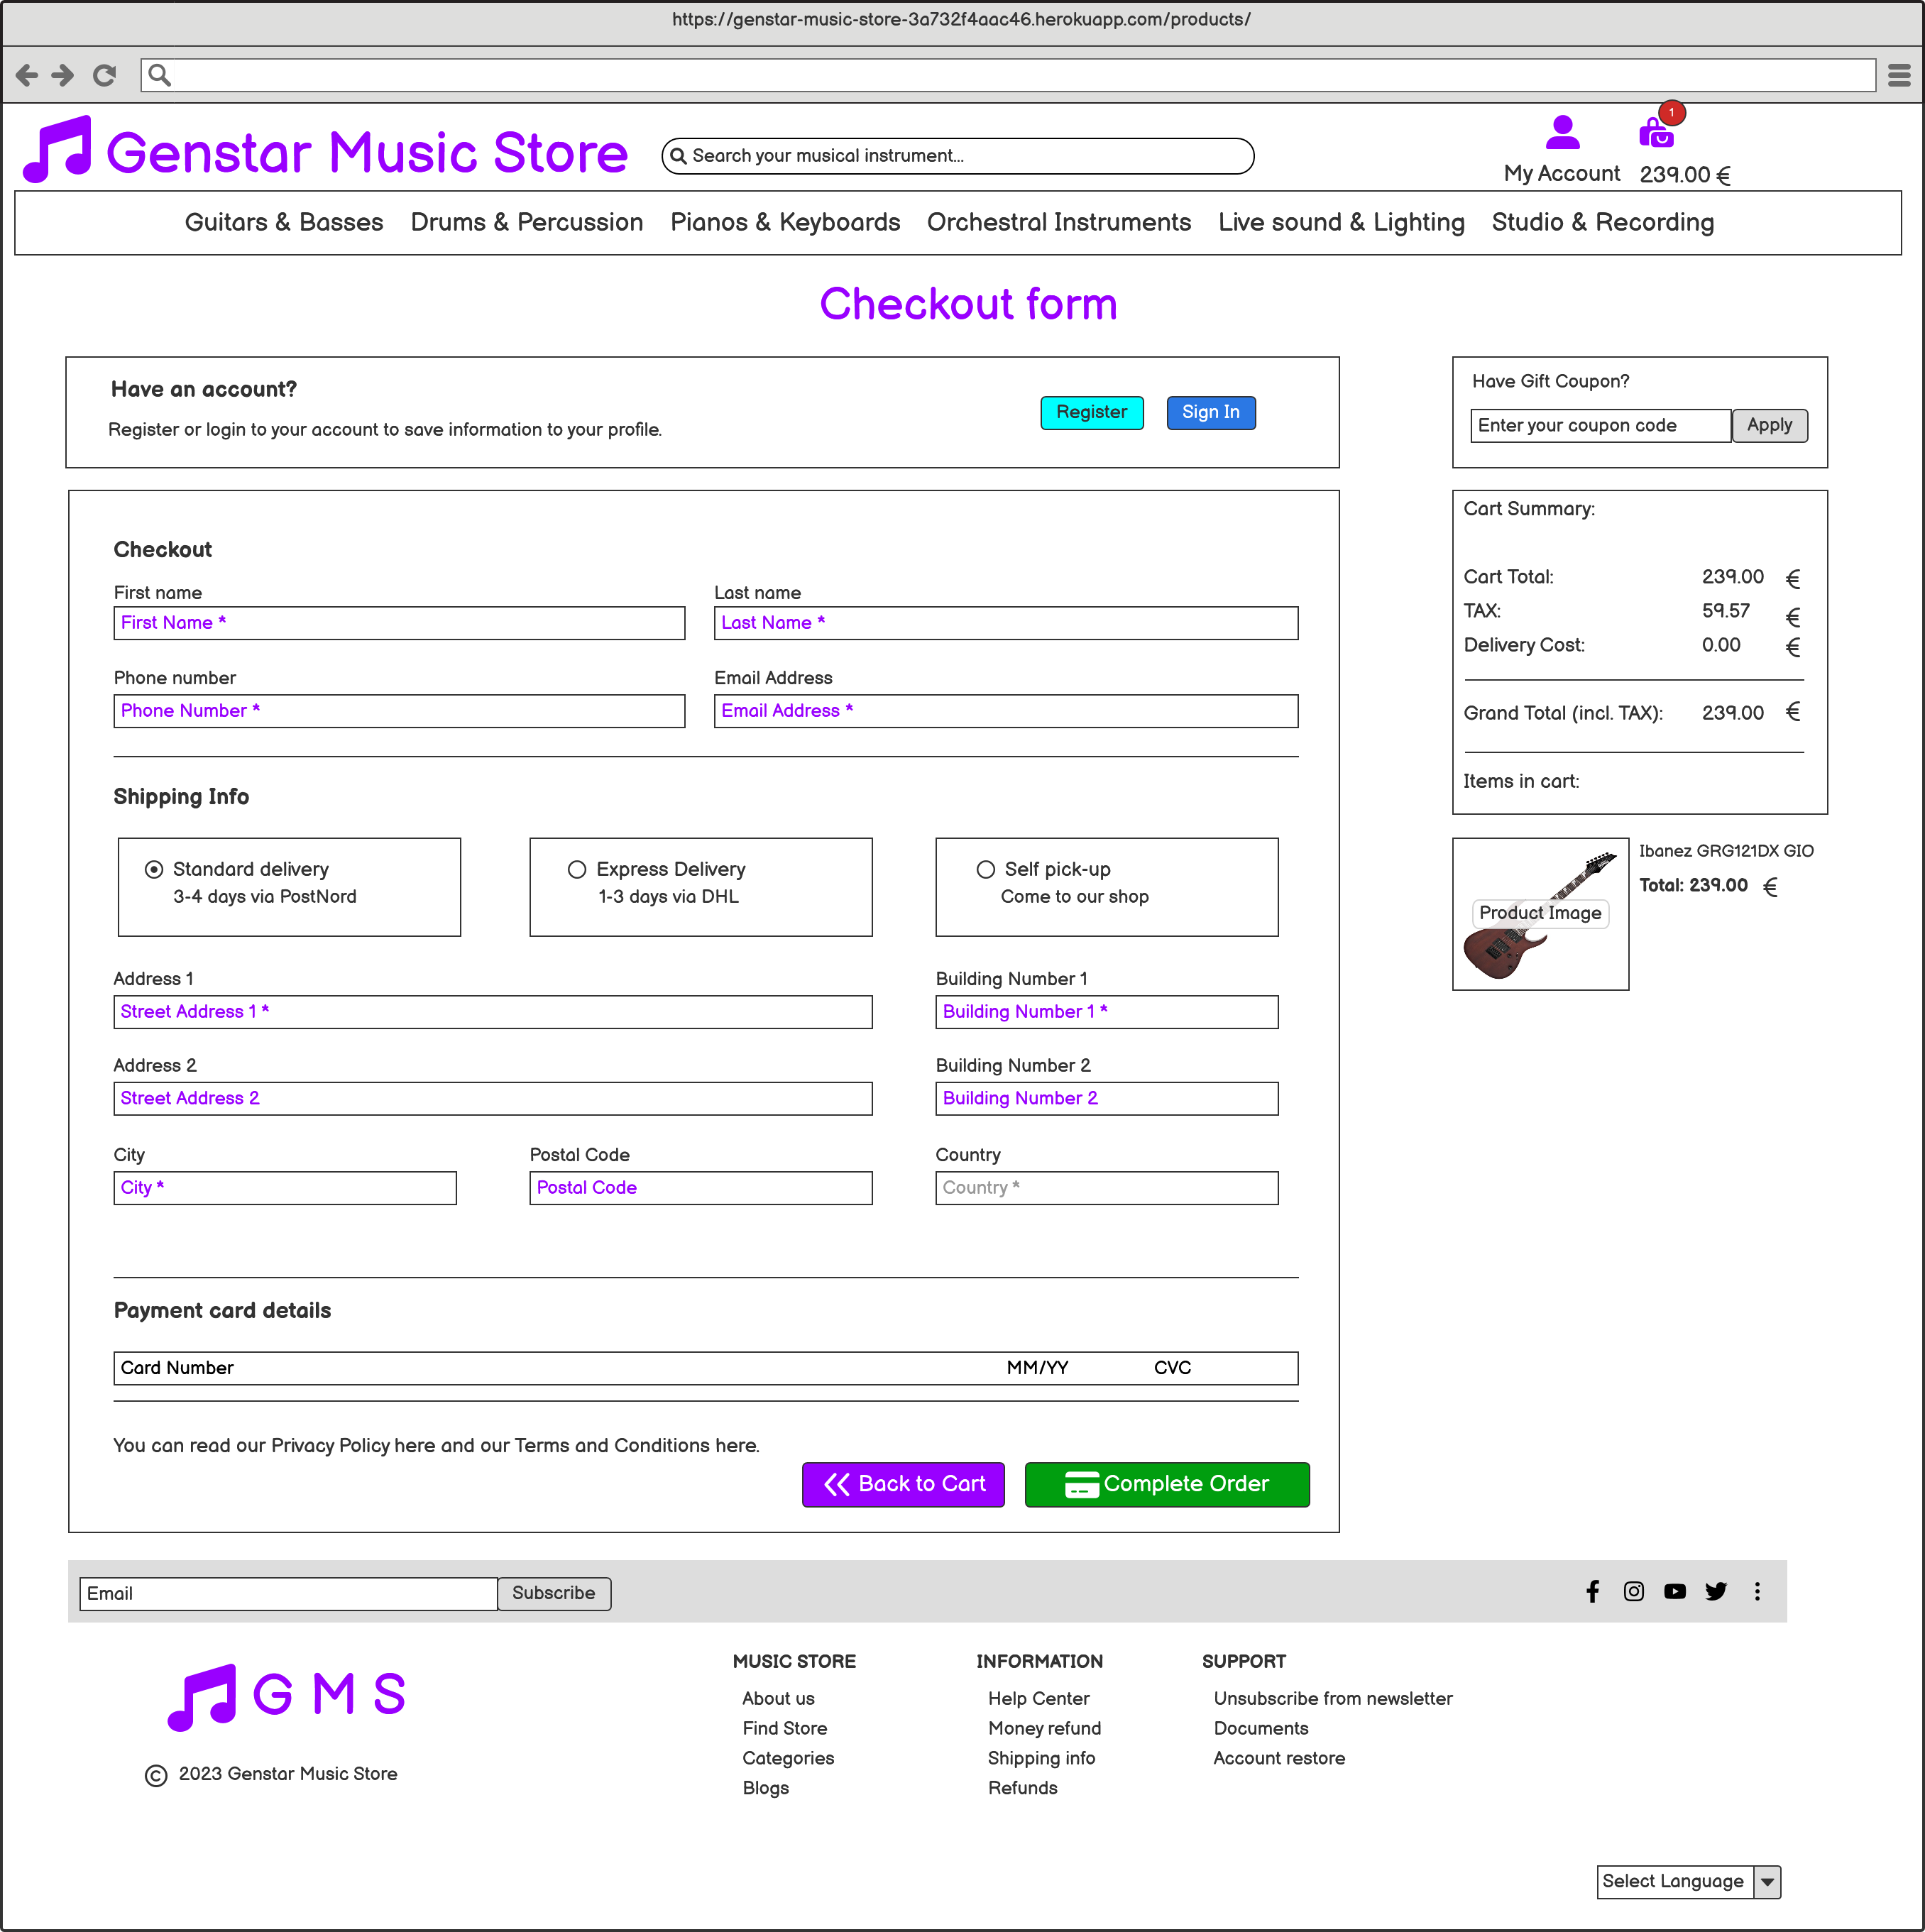 https://genstar-music-store-3a732f4aac46.herokuapp.com/products/
Genstar Music Store
Search your musical instrument...
My Account
1
239.00 €
Guitars & Basses Drums & Percussion Pianos & Keyboards Orchestral Instruments Live sound & Lighting Studio & Recording
Checkout form
Have an account?
Register or login to your account to save information to your profile.
Register
Sign In
Have Gift Coupon?
Enter your coupon code
Apply
Checkout
First name
First Name *
Last name
Last Name *
Phone number
Phone Number *
Email Address
Email Address *
Shipping Info
Standard delivery
3-4 days via PostNord
Express Delivery
1-3 days via DHL
Self pick-up
Come to our shop
Address 1
Street Address 1 *
Building Number 1
Building Number 1 *
Address 2
Street Address 2
Building Number 2
Building Number 2
City
City *
Postal Code
Postal Code
Country
Country *
Payment card details
Card Number MM/YY CVC
You can read our Privacy Policy here and our Terms and Conditions here.
Back to Cart
Complete Order
Cart Summary:
Cart Total: 239.00 €
TAX: 59.57 €
Delivery Cost: 0.00 €
Grand Total (incl. TAX): 239.00 €
Items in cart:
Product Image
Ibanez GRG121DX GIO
Total: 239.00 €
Email
Subscribe
G M S
© 2023 Genstar Music Store
MUSIC STORE
About us
Find Store
Categories
Blogs
INFORMATION
Help Center
Money refund
Shipping info
Refunds
SUPPORT
Unsubscribe from newsletter
Documents
Account restore
Select Language